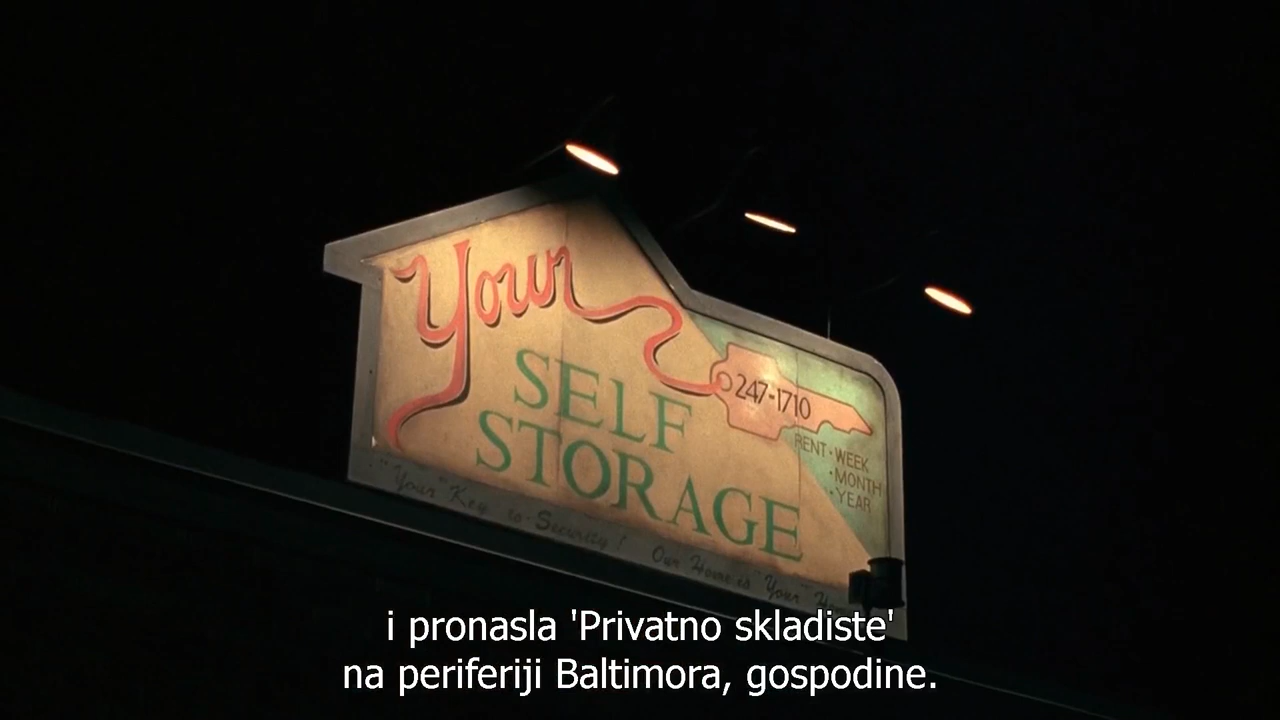 Your
SELF
STORAGE
247-1710
RENT · WEEK
· MONTH
· YEAR
"Your" Key to Security! Our Home is "Your"
i pronasla 'Privatno skladiste'
na periferiji Baltimora, gospodine.